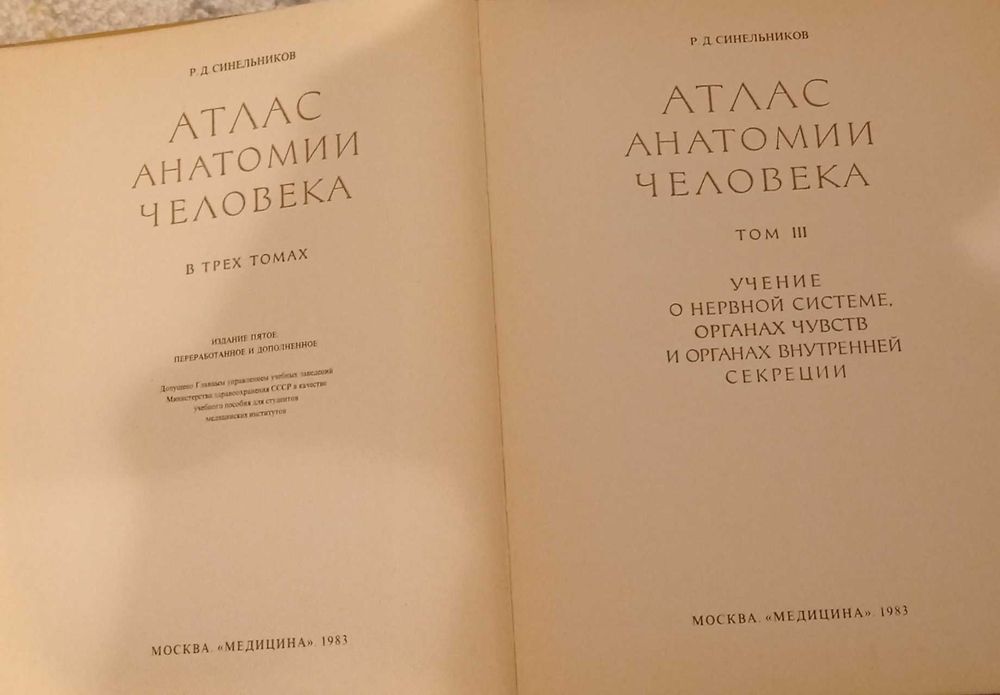 Р. Д. СИНЕЛЬНИКОВ
АТЛАС
АНАТОМИИ
ЧЕЛОВЕКА
В ТРЕХ ТОМАХ
ИЗДАНИЕ ПЯТОЕ,
ПЕРЕРАБОТАННОЕ И ДОПОЛНЕННОЕ
Допущено Главным управлением учебных заведений
Министерства здравоохранения СССР в качестве
учебного пособия для студентов
медицинских институтов
МОСКВА. «МЕДИЦИНА». 1983
Р. Д. СИНЕЛЬНИКОВ
АТЛАС
АНАТОМИИ
ЧЕЛОВЕКА
ТОМ III
УЧЕНИЕ
О НЕРВНОЙ СИСТЕМЕ,
ОРГАНАХ ЧУВСТВ
И ОРГАНАХ ВНУТРЕННЕЙ
СЕКРЕЦИИ
МОСКВА. «МЕДИЦИНА». 1983